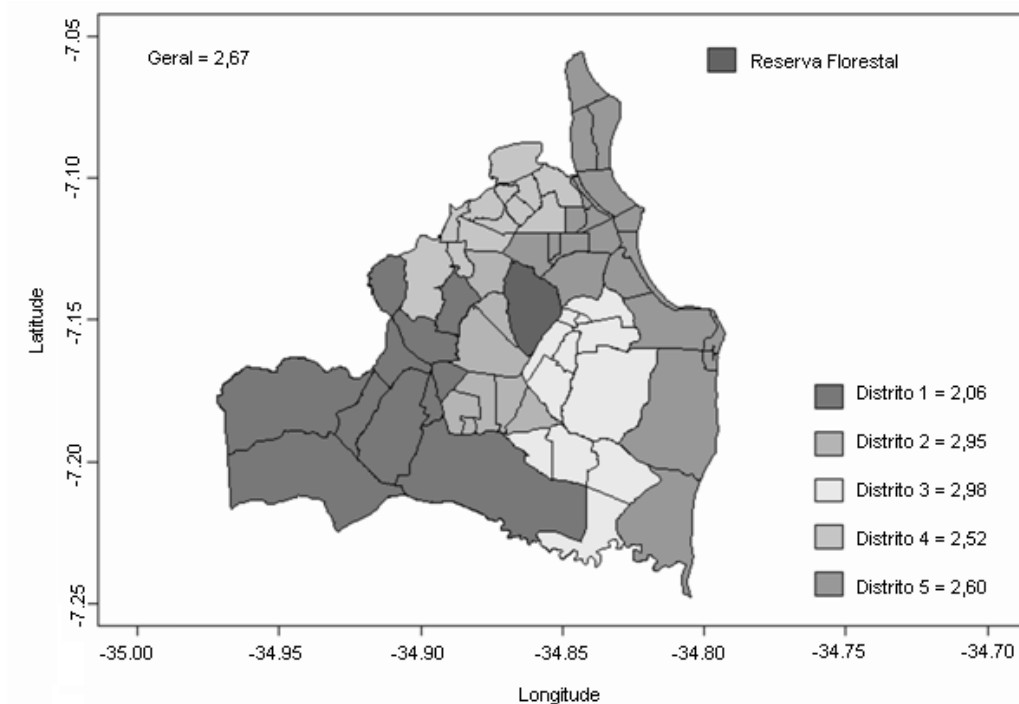 Geral = 2,67
Reserva Florestal
-7.05
-7.10
-7.15
-7.20
-7.25
Latitude
Distrito 1 = 2,06
Distrito 2 = 2,95
Distrito 3 = 2,98
Distrito 4 = 2,52
Distrito 5 = 2,60
-35.00
-34.95
-34.90
-34.85
-34.80
-34.75
-34.70
Longitude